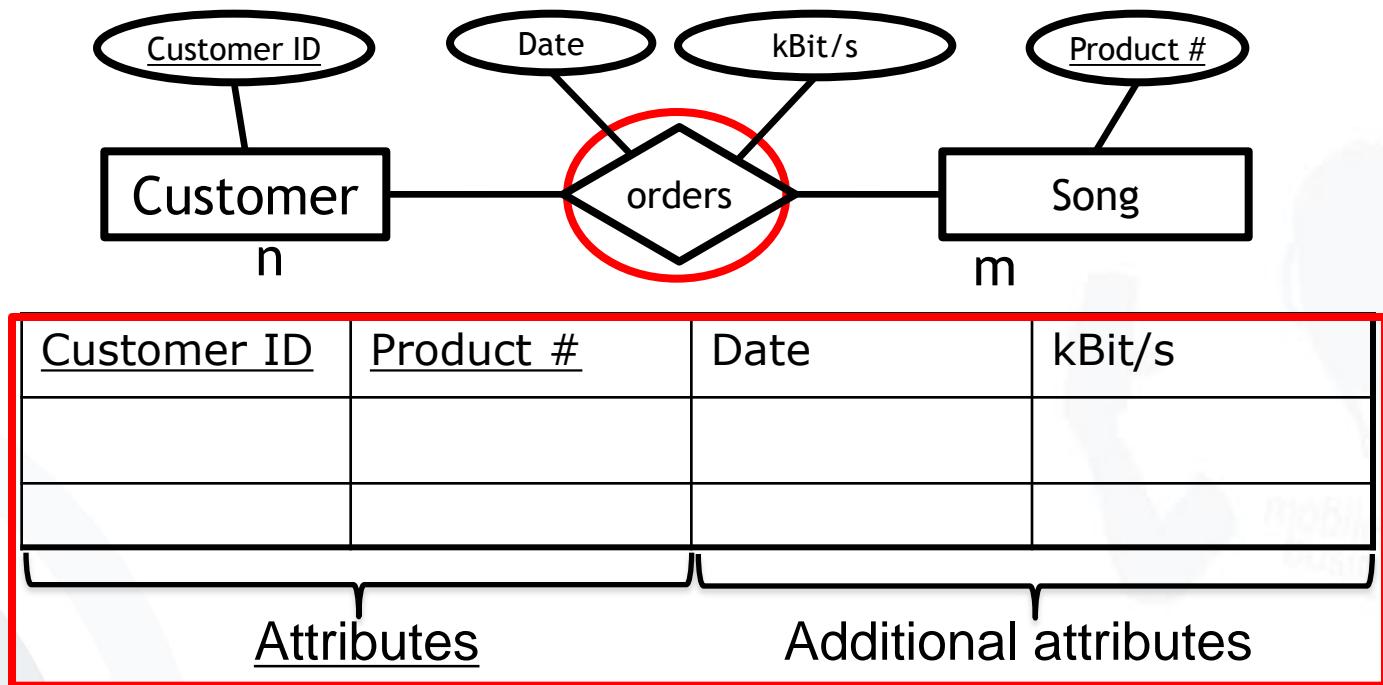 Customer ID
Date
kBit/s
Product #
Customer
orders
Song
n
m
Customer ID Product # Date kBit/s
Attributes Additional attributes